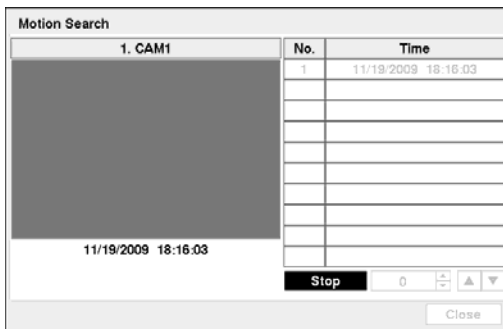 Motion Search
1. CAM1
No. Time
1 11/19/2009 18:16:03
11/19/2009 18:16:03
Stop 0
Close